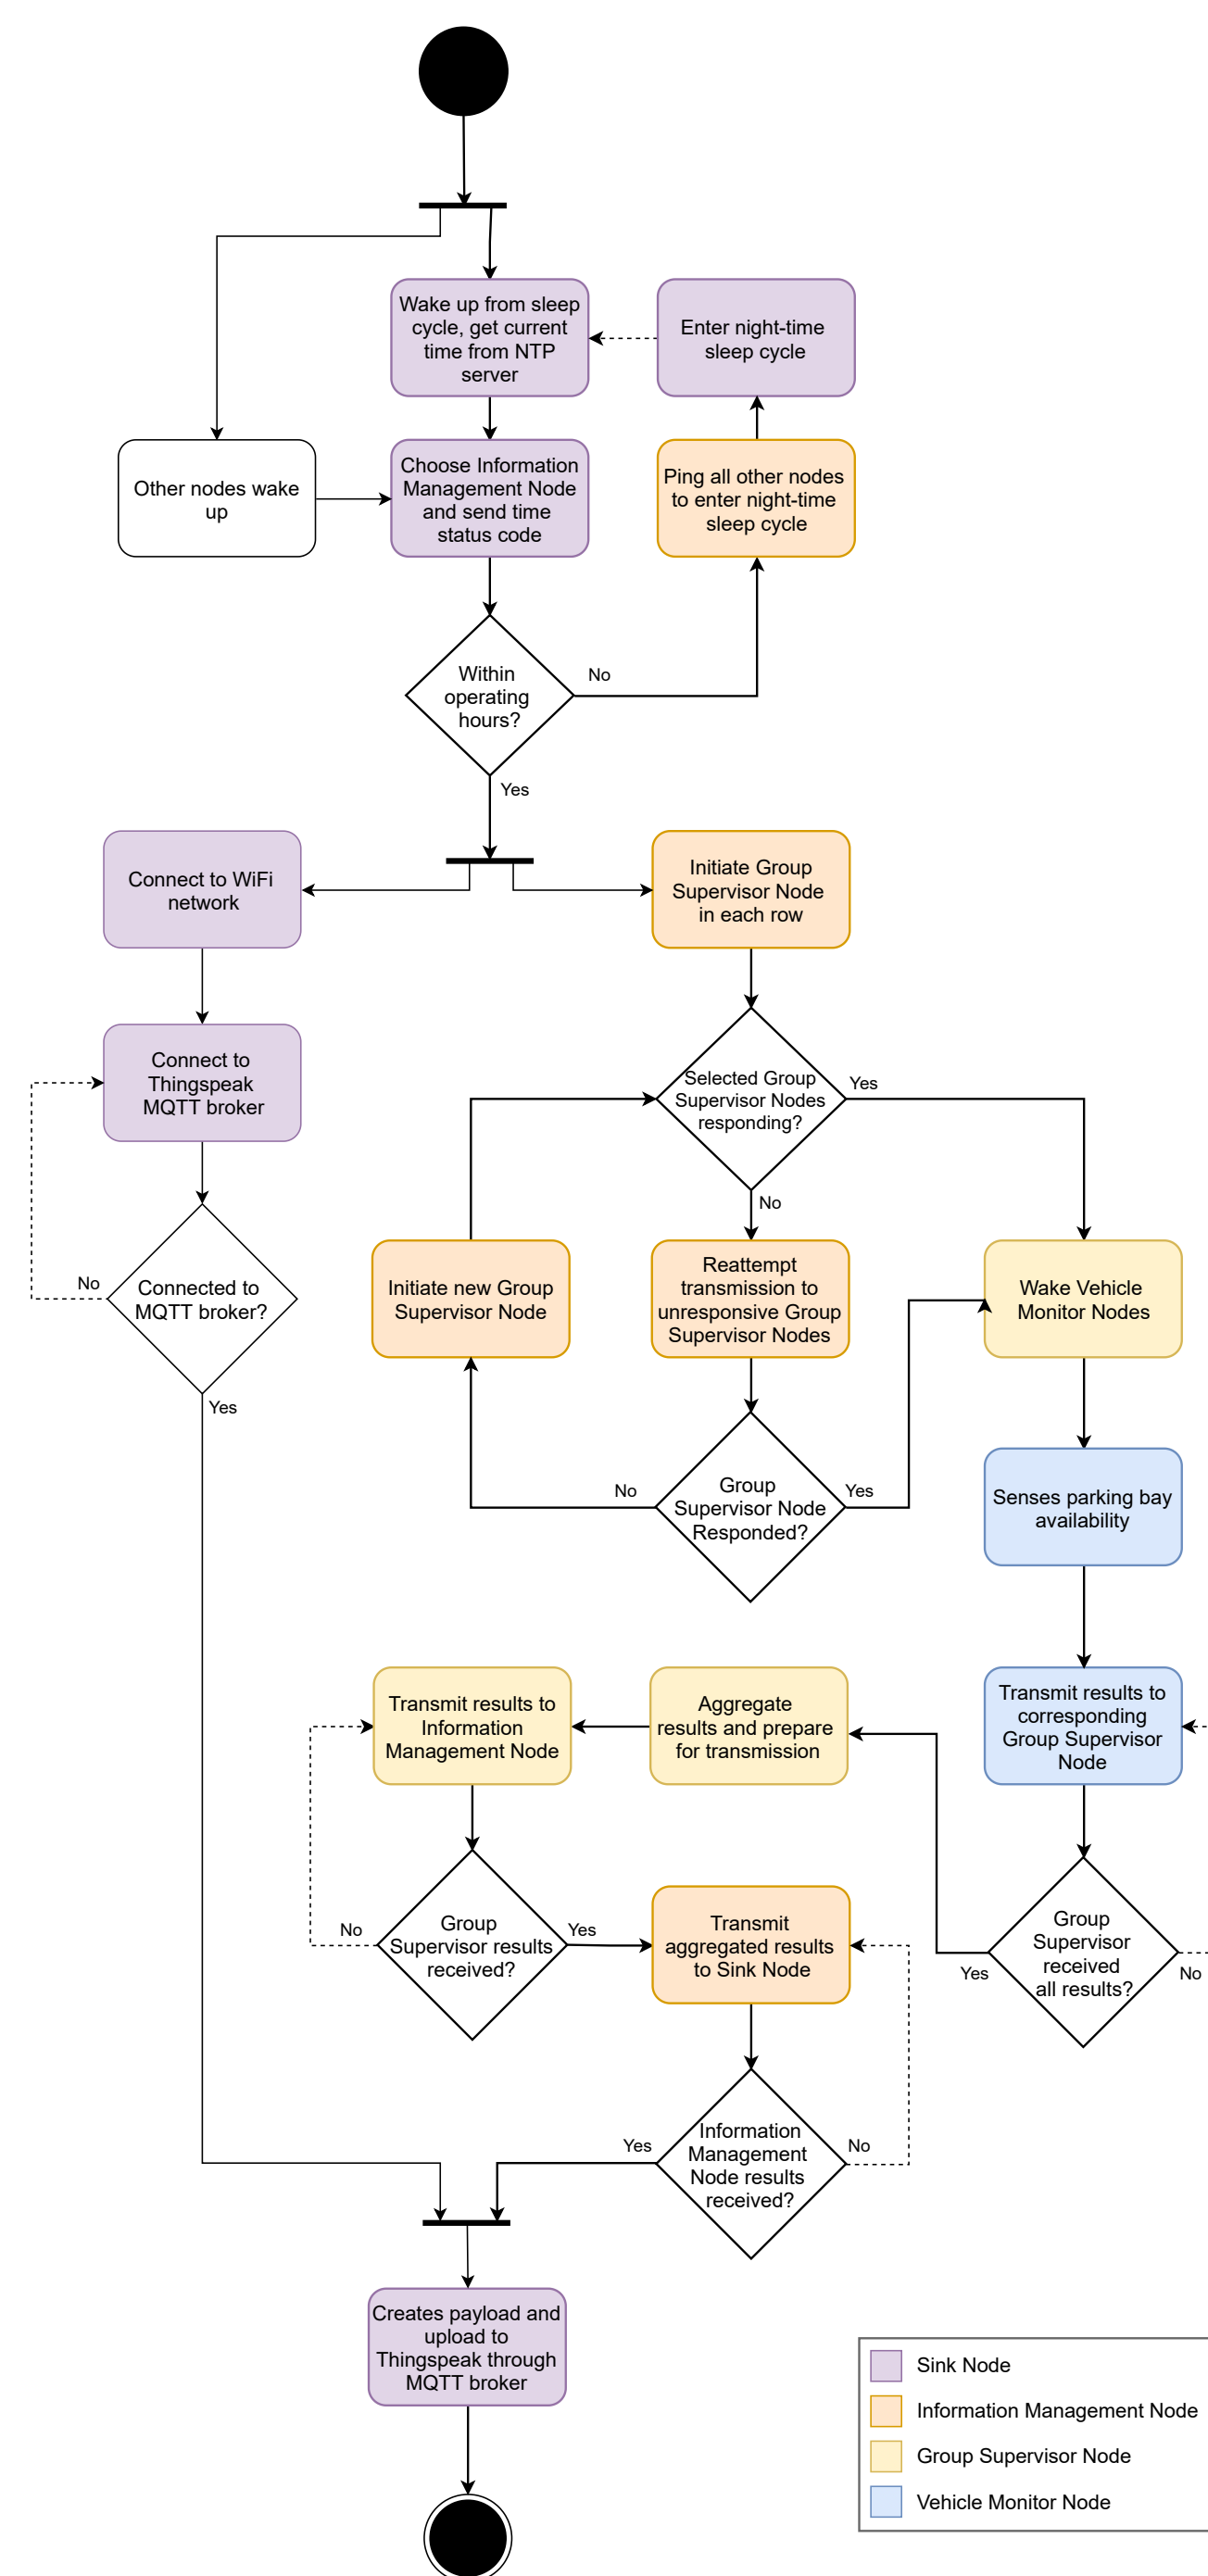 Wake up from sleep
cycle, get current
time from NTP
server
Enter night-time
sleep cycle
Other nodes wake
up
Choose Information
Management Node
and send time
status code
Ping all other nodes
to enter night-time
sleep cycle
Within
operating
hours?
No
Yes
Connect to WiFi
network
Initiate Group
Supervisor Node
in each row
Connect to
Thingspeak
MQTT broker
Selected Group
Supervisor Nodes
responding?
Yes
No
Connected to
MQTT broker?
No
Yes
Initiate new Group
Supervisor Node
Reattempt
transmission to
unresponsive Group
Supervisor Nodes
Wake Vehicle
Monitor Nodes
Group
Supervisor Node
Responded?
No
Yes
Senses parking bay
availability
Transmit results to
Information
Management Node
Aggregate
results and prepare
for transmission
Transmit results to
corresponding
Group Supervisor
Node
Group
Supervisor results
received?
No
Yes
Transmit
aggregated results
to Sink Node
Group
Supervisor
received
all results?
Yes
No
Information
Management
Node results
received?
Yes
No
Creates payload and
upload to
Thingspeak through
MQTT broker
Sink Node
Information Management Node
Group Supervisor Node
Vehicle Monitor Node